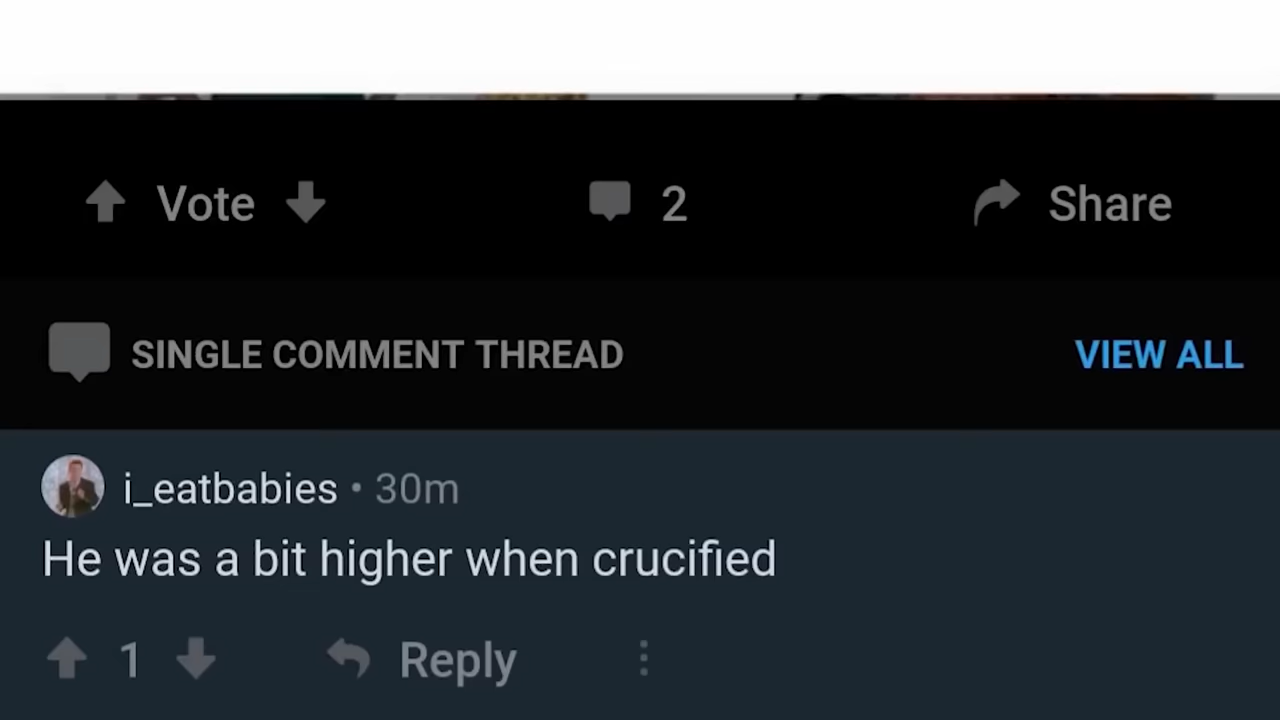 Vote 2 Share
SINGLE COMMENT THREAD VIEW ALL
i_eatbabies • 30m
He was a bit higher when crucified
1 Reply